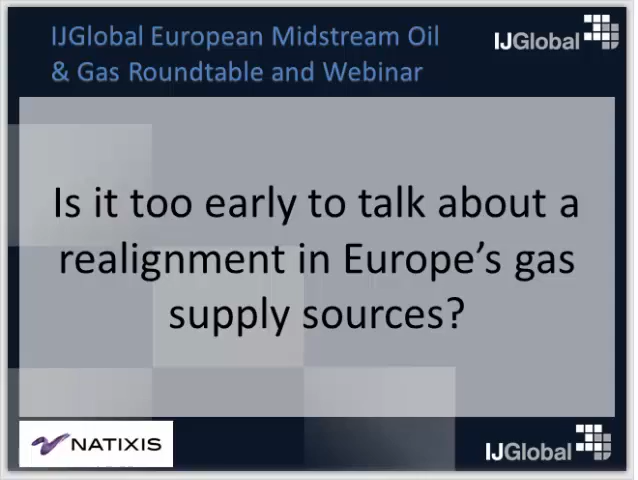 IJGlobal European Midstream Oil
& Gas Roundtable and Webinar
IJGlobal
Is it too early to talk about a
realignment in Europe's gas
supply sources?
NATIXIS
IJGlobal